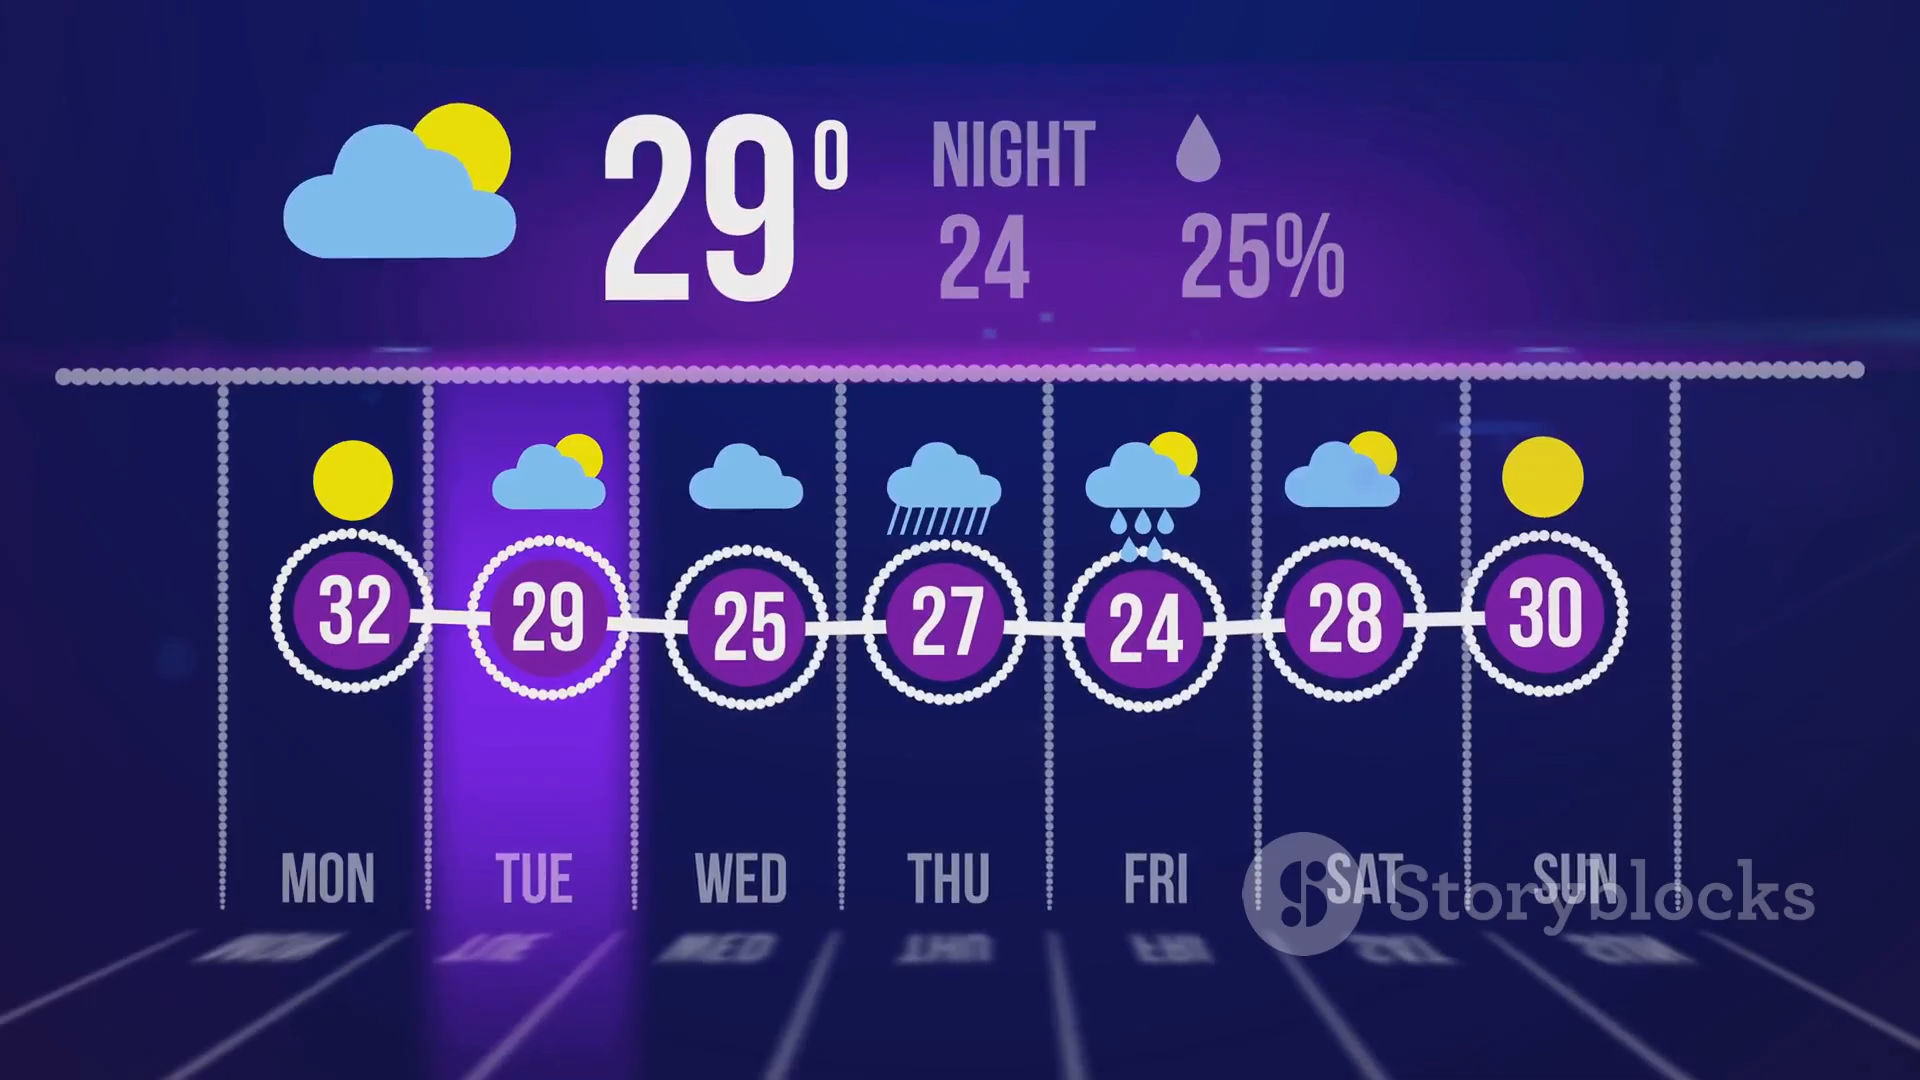 29° NIGHT
24 25%
32 29 25 27 24 28 30
MON TUE WED THU FRI SAT SUN
Storyblocks